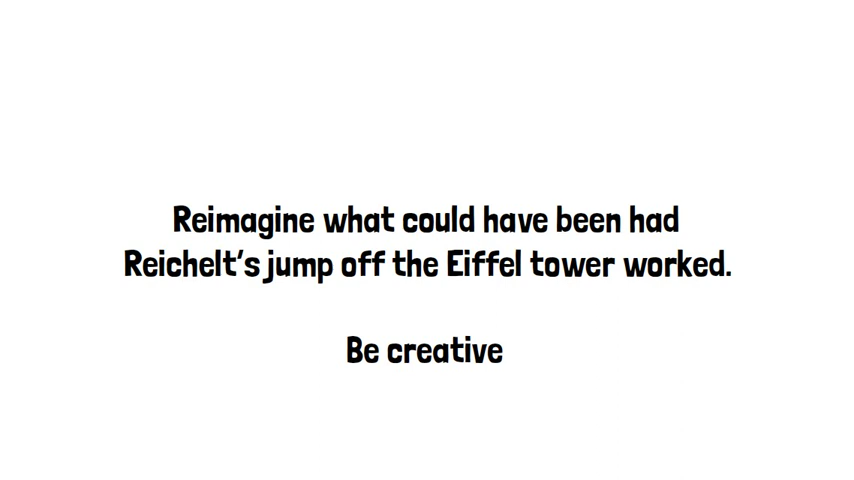 Reimagine what could have been had
Reichelt's jump off the Eiffel tower worked.
Be creative